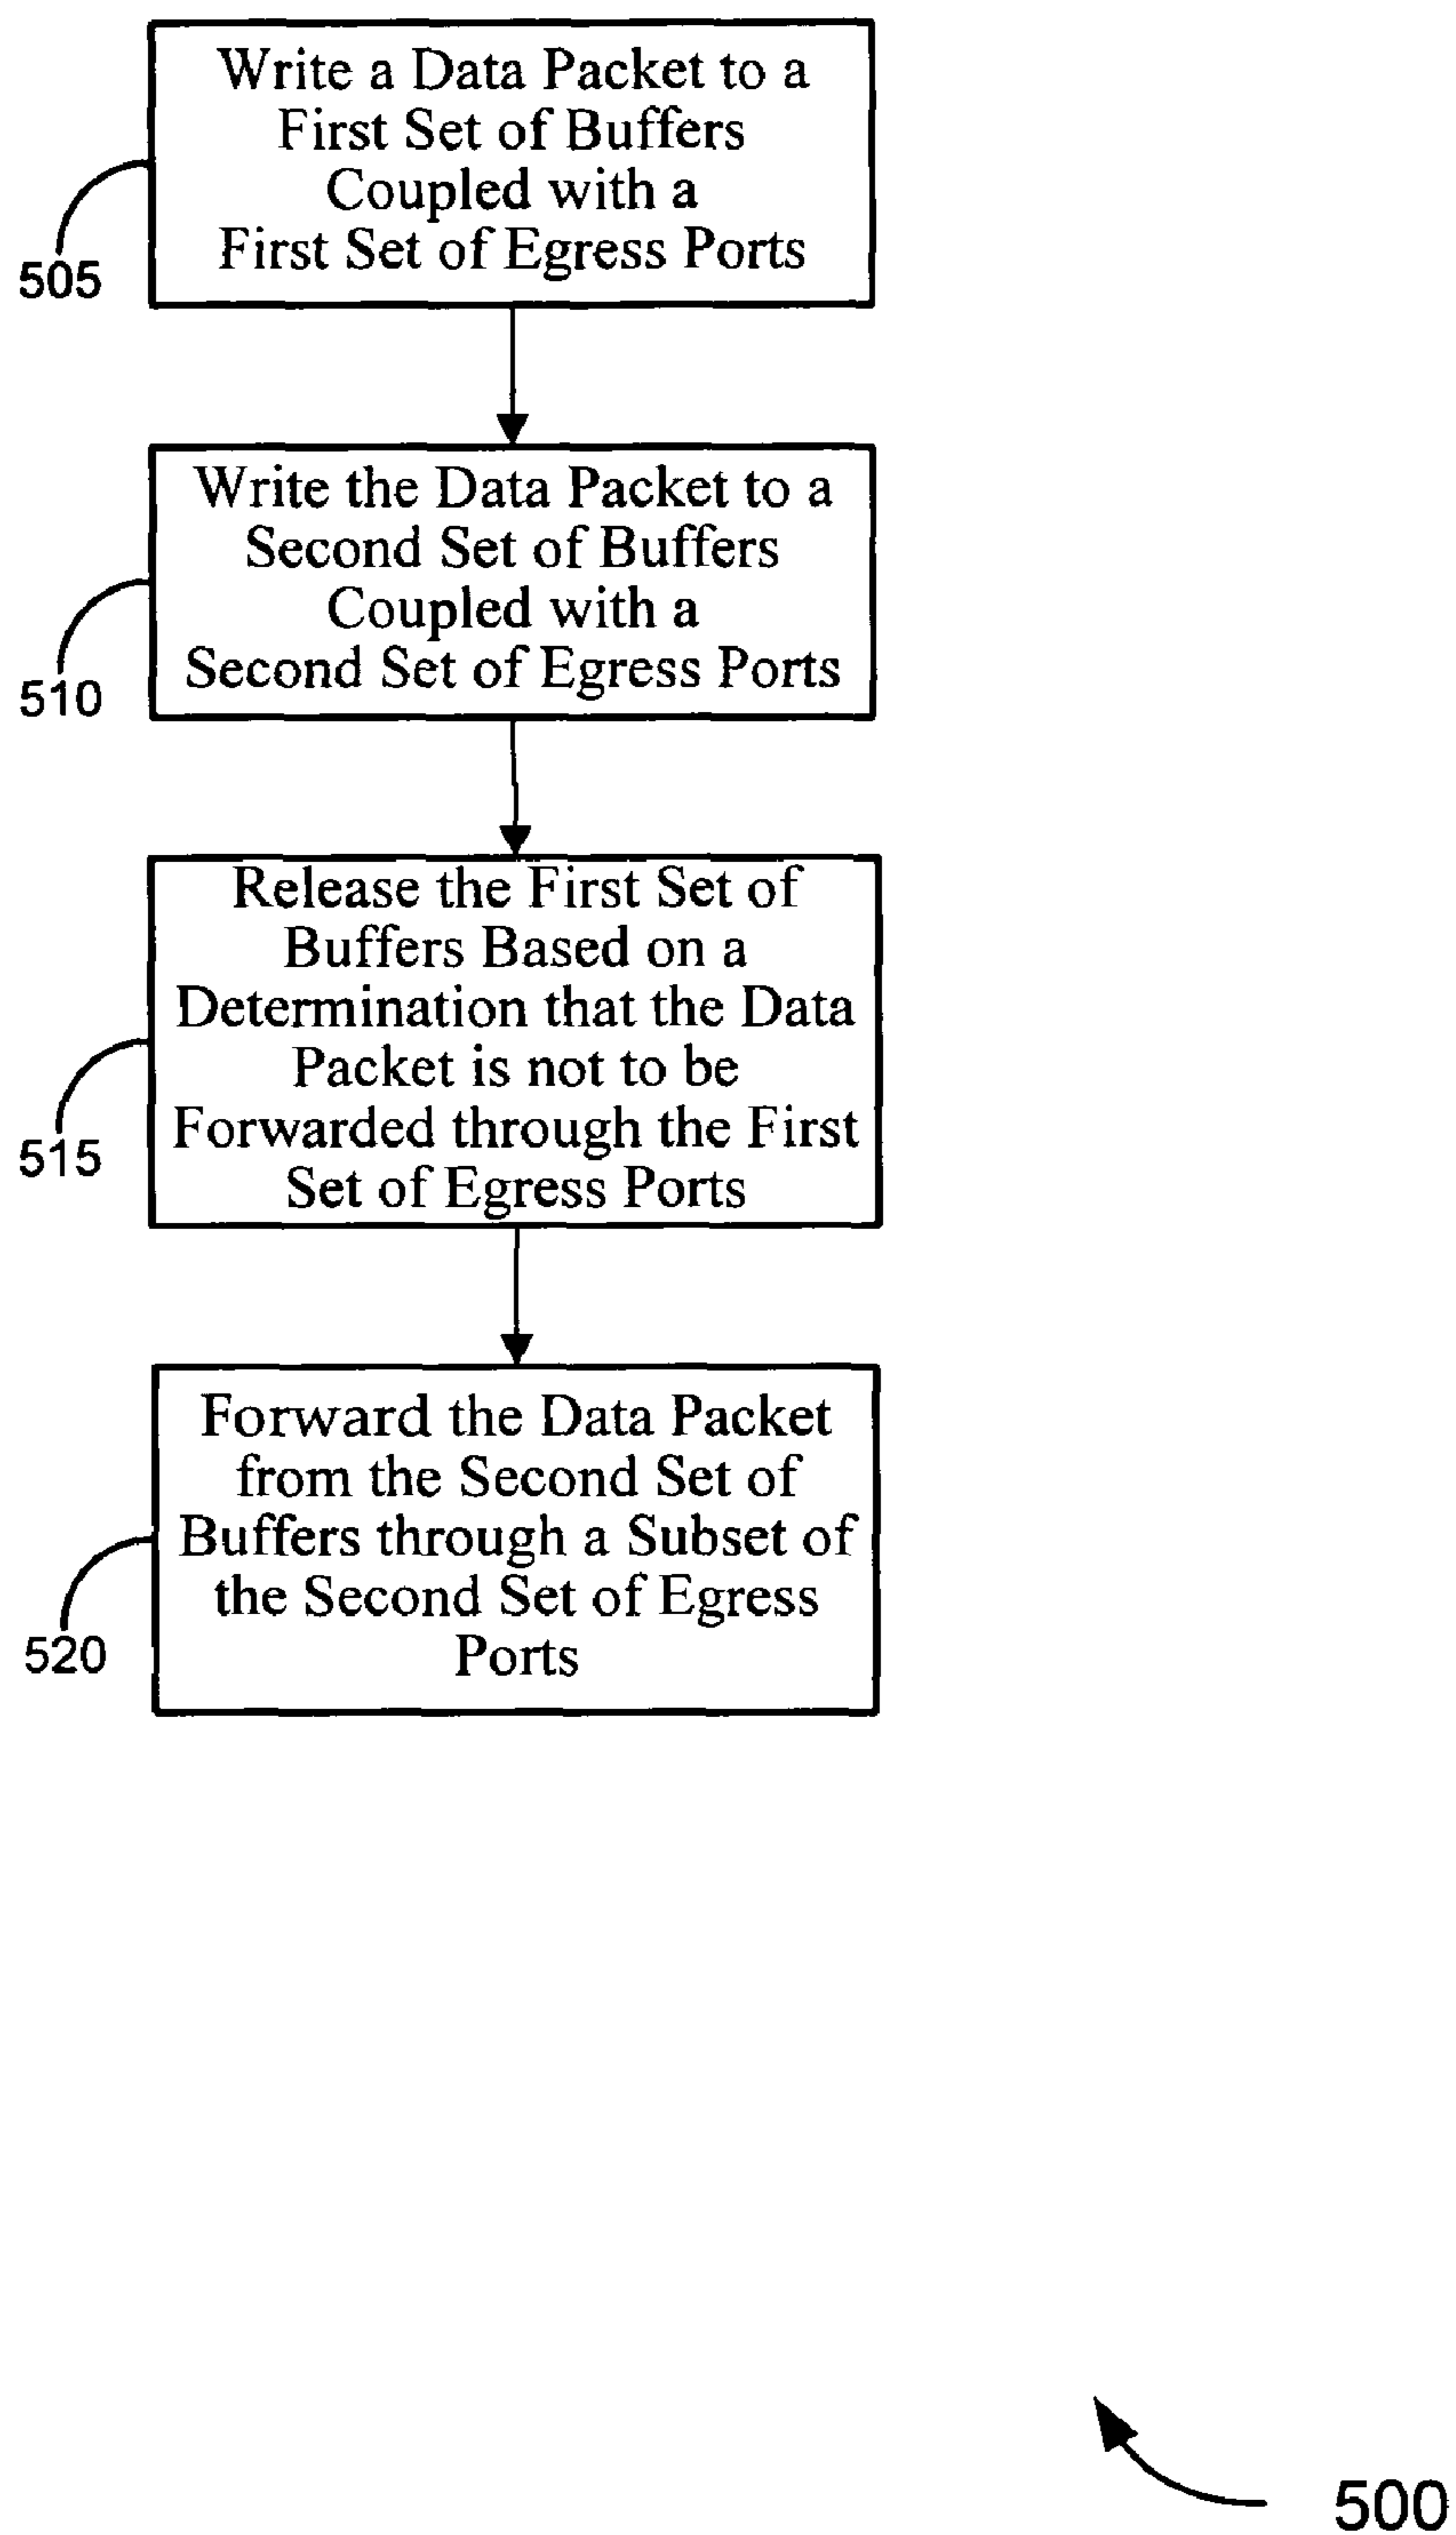 Write a Data Packet to a
First Set of Buffers
Coupled with a
First Set of Egress Ports
505
Write the Data Packet to a
Second Set of Buffers
Coupled with a
Second Set of Egress Ports
510
Release the First Set of
Buffers Based on a
Determination that the Data
Packet is not to be
Forwarded through the First
Set of Egress Ports
515
Forward the Data Packet
from the Second Set of
Buffers through a Subset of
the Second Set of Egress
Ports
520
500